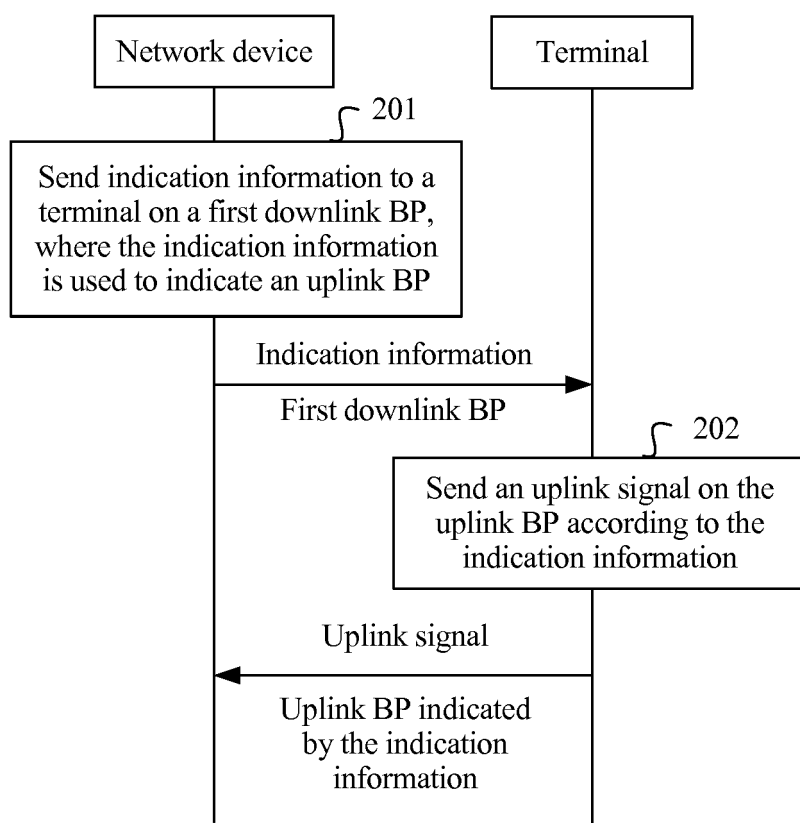 Network device
Terminal
201
Send indication information to a
terminal on a first downlink BP,
where the indication information
is used to indicate an uplink BP
Indication information
First downlink BP
202
Send an uplink signal on the
uplink BP according to the
indication information
Uplink signal
Uplink BP indicated
by the indication
information